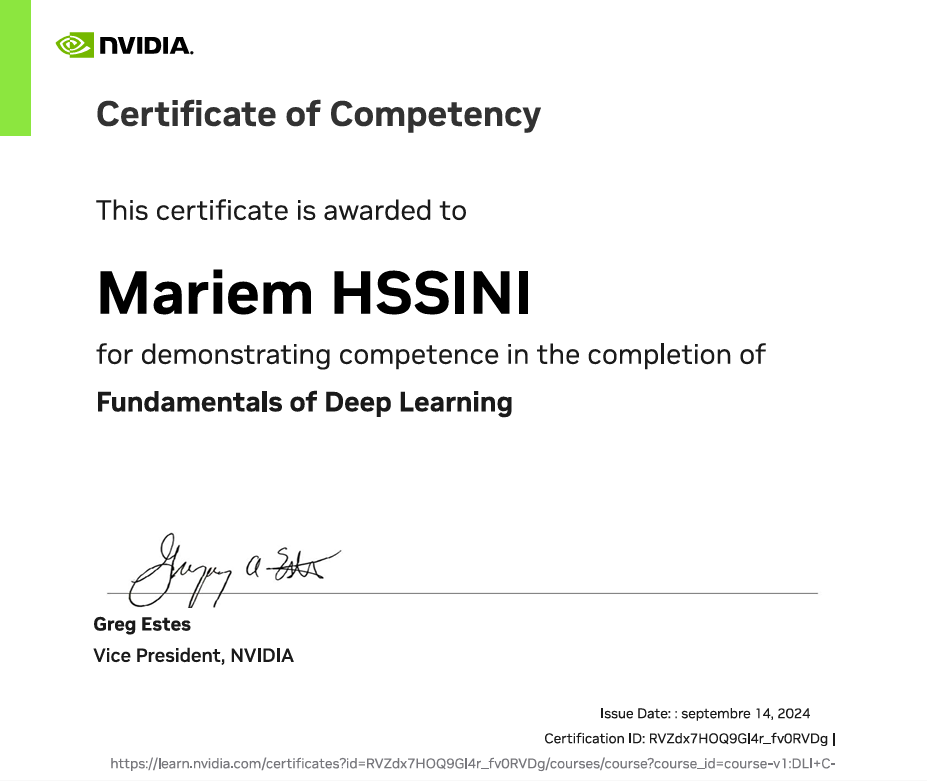 NVIDIA.
Certificate of Competency
This certificate is awarded to
Mariem HSSINI
for demonstrating competence in the completion of
Fundamentals of Deep Learning
Greg Estes
Vice President, NVIDIA
Issue Date: : septembre 14, 2024
Certification ID: RVZdx7HOQ9GI4r_fv0RVDg |
https://learn.nvidia.com/certificates?id=RVZdx7HOQ9GI4r_fv0RVDg/courses/course?course_id=course-v1:DLI+C-